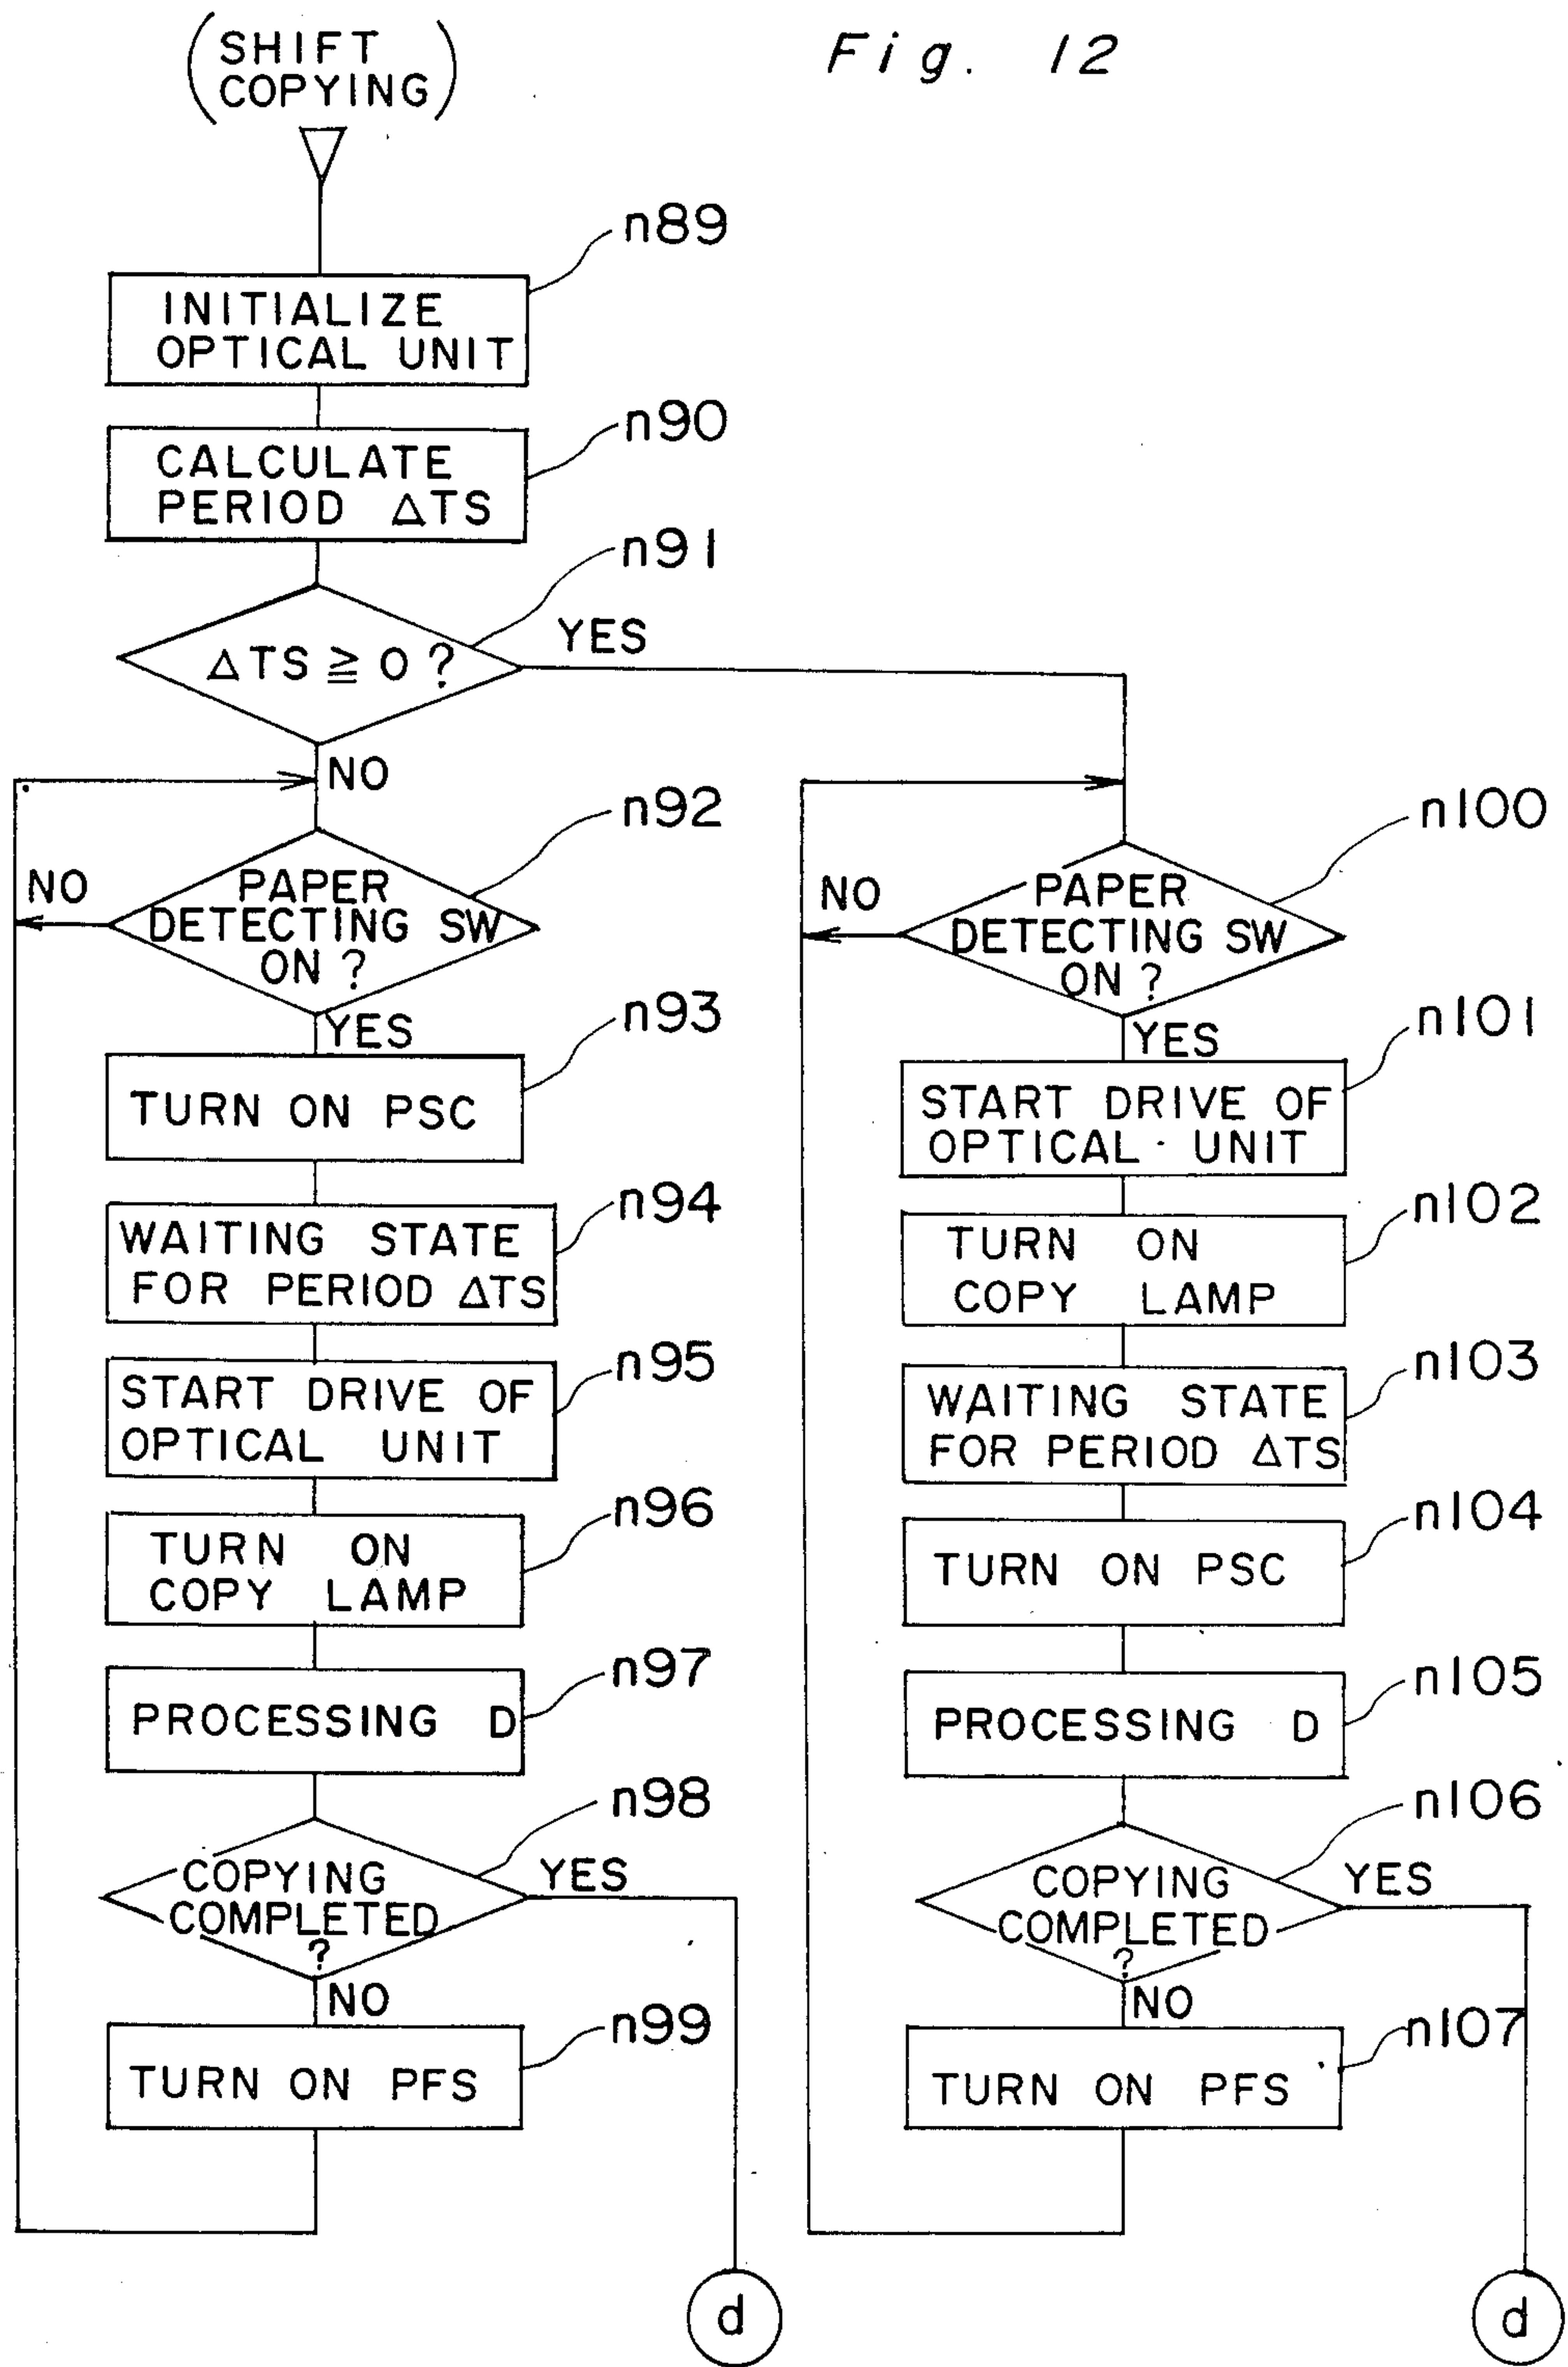 Fig. 12
(SHIFT
COPYING)
n89
INITIALIZE
OPTICAL UNIT
n90
CALCULATE
PERIOD ΔTS
n91
ΔTS ≧ 0 ?
YES
NO
n92
NO
PAPER
DETECTING SW
ON ?
YES
n93
TURN ON PSC
n94
WAITING STATE
FOR PERIOD ΔTS
n95
START DRIVE OF
OPTICAL UNIT
n96
TURN ON
COPY LAMP
n97
PROCESSING D
n98
COPYING
COMPLETED
?
YES
NO
n99
TURN ON PFS
d
n100
NO
PAPER
DETECTING SW
ON ?
YES
n101
START DRIVE OF
OPTICAL UNIT
n102
TURN ON
COPY LAMP
n103
WAITING STATE
FOR PERIOD ΔTS
n104
TURN ON PSC
n105
PROCESSING D
n106
COPYING
COMPLETED
?
YES
NO
n107
TURN ON PFS
d